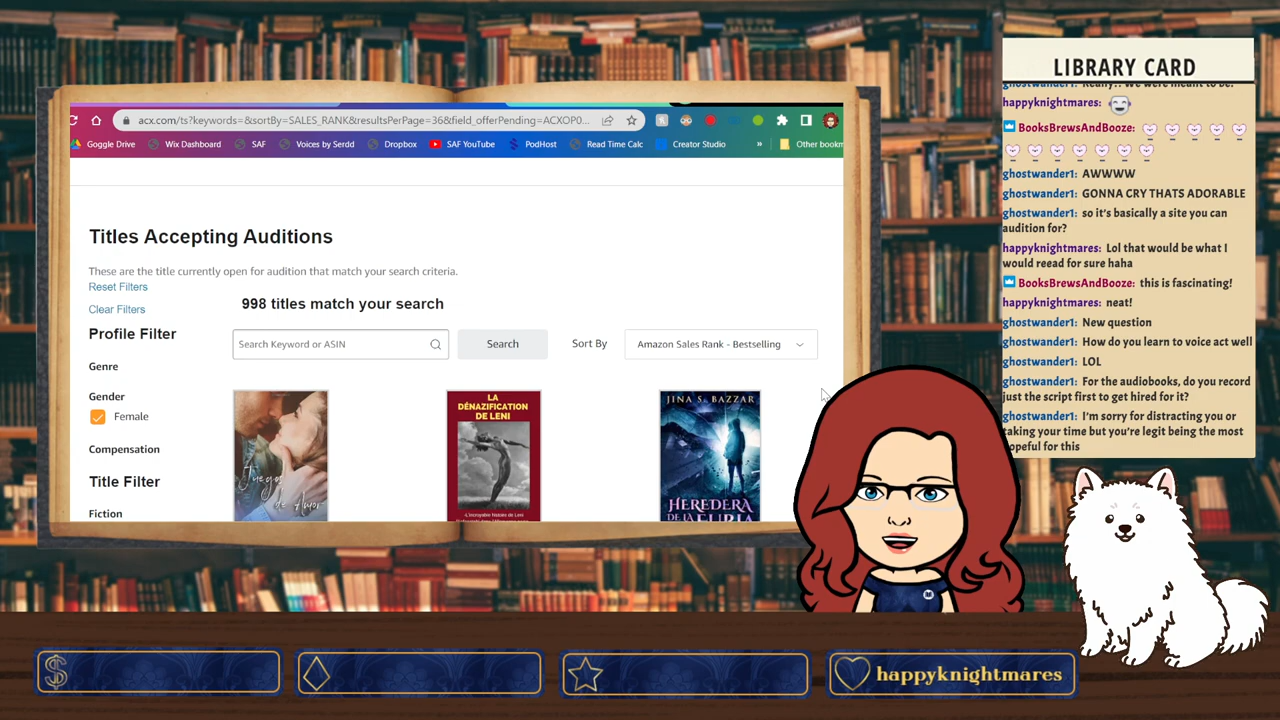 acx.com/ts?keywords=&sortBy=SALES_RANK&resultsPerPage=36&field_offerPending=ACXOP0...
Google Drive Wix Dashboard SAF Voices by Serdd Dropbox SAF YouTube PodHost Read Time Calc Creator Studio » Other bookm
Titles Accepting Auditions
These are the title currently open for audition that match your search criteria.
Reset Filters
998 titles match your search
Clear Filters
Profile Filter
Search Keyword or ASIN
Search
Sort By
Amazon Sales Rank - Bestselling
Genre
Gender
Female
Compensation
Title Filter
Fiction
Juego de Amor
LA
DÉNAZIFICATION
DE LENI
JINA S. BAZZAR
HEREDERA
DE LA FURIA
LIBRARY CARD
happyknightmares:
BooksBrewsAndBooze:
ghostwander1: AWWWW
ghostwander1: GONNA CRY THATS ADORABLE
ghostwander1: so it's basically a site you can
audition for?
happyknightmares: Lol that would be what I
would reead for sure haha
BooksBrewsAndBooze: this is fascinating!
happyknightmares: neat!
ghostwander1: New question
ghostwander1: How do you learn to voice act well
ghostwander1: LOL
ghostwander1: For the audiobooks, do you record
just the script first to get hired for it?
ghostwander1: I'm sorry for distracting you or
taking your time but you're legit being the most
opeful for this
$
happyknightmares